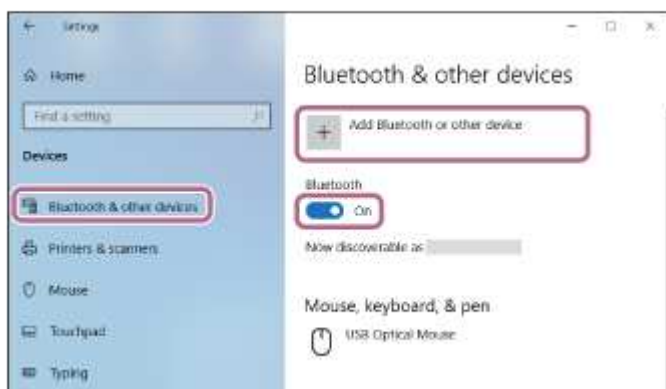 Settings
Home
Find a setting
Devices
Bluetooth & other devices
Printers & scanners
Mouse
Touchpad
Typing
Bluetooth & other devices
Add Bluetooth or other device
Bluetooth
On
Now discoverable as
Mouse, keyboard, & pen
USB Optical Mouse